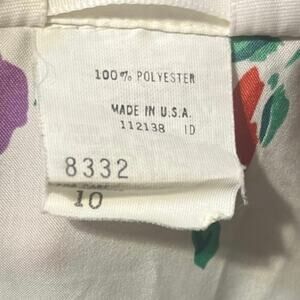 100% POLYESTER
MADE IN U.S.A.
112138 ID
8332
10